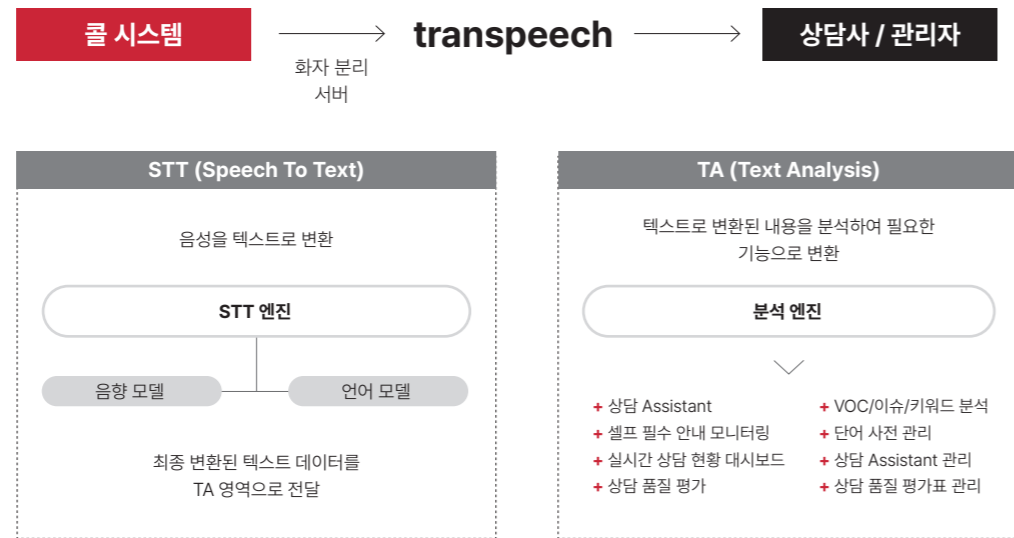 콜 시스템
화자 분리
서버
transpeech
상담사 / 관리자
STT (Speech To Text)
음성을 텍스트로 변환
STT 엔진
음향 모델
언어 모델
최종 변환된 텍스트 데이터를
TA 영역으로 전달
TA (Text Analysis)
텍스트로 변환된 내용을 분석하여 필요한
기능으로 변환
분석 엔진
+ 상담 Assistant
+ 셀프 필수 안내 모니터링
+ 실시간 상담 현황 대시보드
+ 상담 품질 평가
+ VOC/이슈/키워드 분석
+ 단어 사전 관리
+ 상담 Assistant 관리
+ 상담 품질 평가표 관리